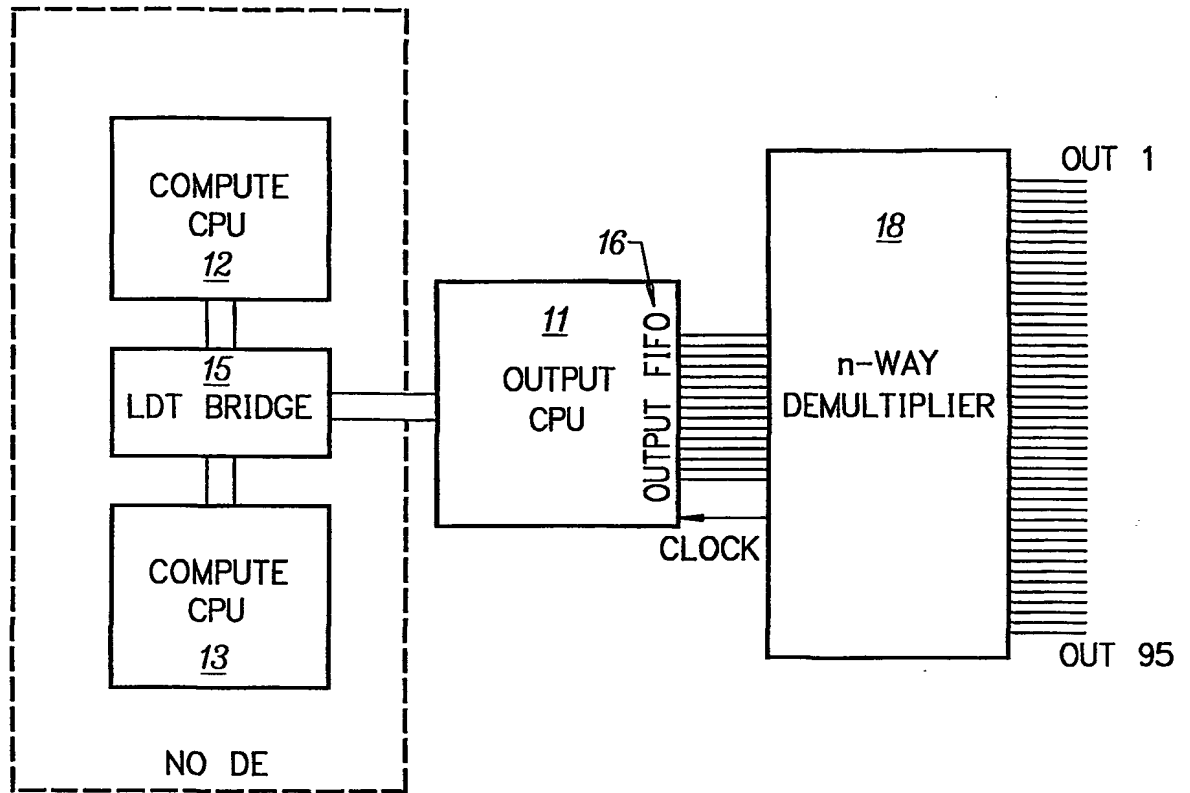 COMPUTE
CPU
12
15
LDT BRIDGE
COMPUTE
CPU
13
NO DE
11
OUTPUT
CPU
16
OUTPUT FIFO
CLOCK
18
n-WAY
DEMULTIPLIER
OUT 1
OUT 95